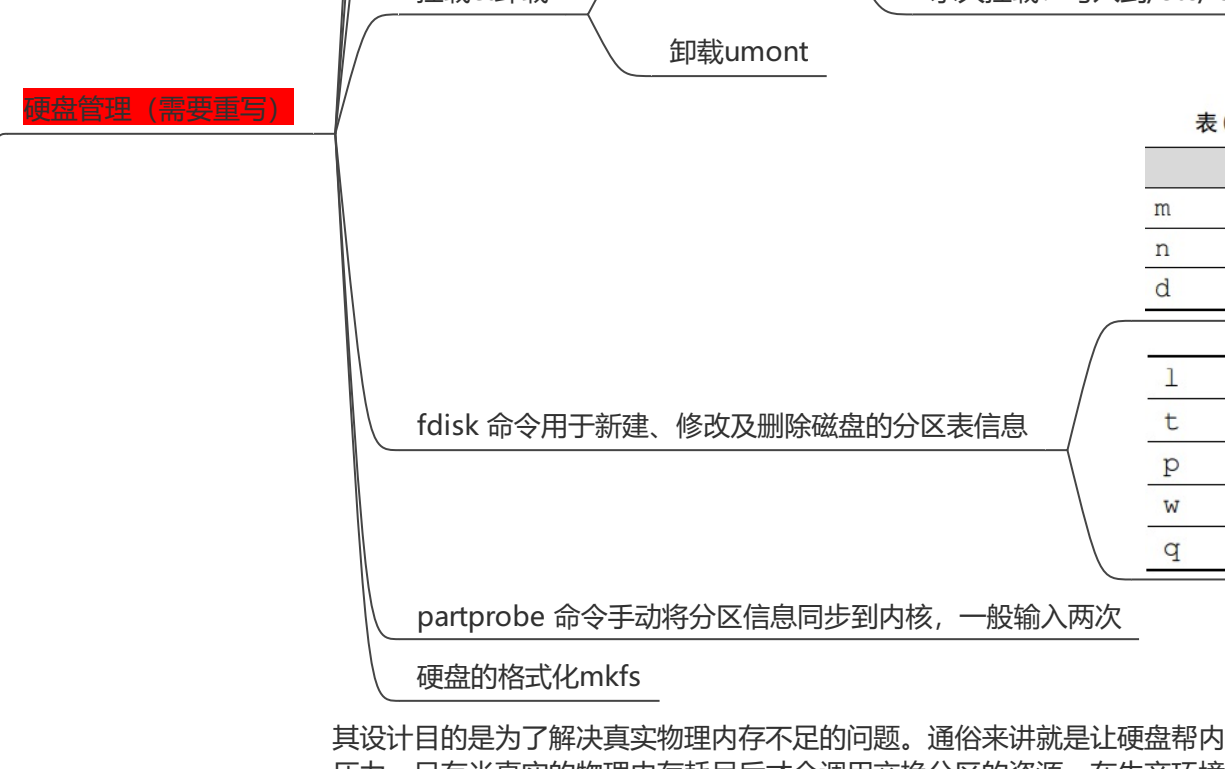 卸载umont
硬盘管理（需要重写）
表
m
n
d
l
t
fdisk 命令用于新建、修改及删除磁盘的分区表信息
p
w
q
partprobe 命令手动将分区信息同步到内核，一般输入两次
硬盘的格式化mkfs
其设计目的是为了解决真实物理内存不足的问题。通俗来讲就是让硬盘帮内